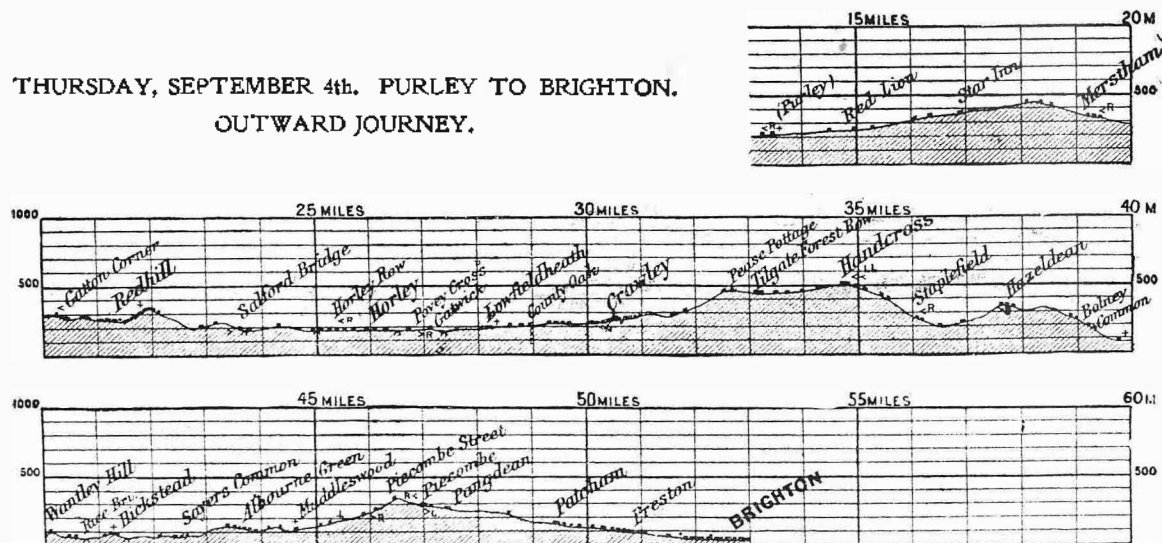 THURSDAY, SEPTEMBER 4th. PURLEY TO BRIGHTON.
OUTWARD JOURNEY.
15 MILES 20 M
(Purley) Red Lion Star Inn Merstham
500
1000 25 MILES 30 MILES 35 MILES 40 M
500 Gatton Corner Redhill Salford Bridge Horley Row Horley Povey Cross Gatwick Lowfieldheath County Oak Crawley Pease Pottage Tilgate Forest Row Handcross Staplefield Hazeldean Bolney Common 500
1000 45 MILES 50 MILES 55 MILES 60 M
500 Wantley Hill Hickstead Sayers Common Albourne Green Muddleswood Piecombe Street Piecombe Pangdean Patcham Preston BRIGHTON 500